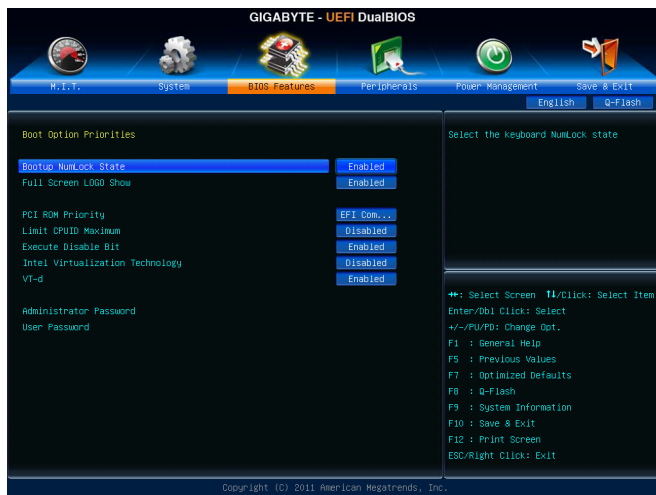 GIGABYTE - UEFI DualBIOS
M.I.T.
System
BIOS Features
Peripherals
Power Management
Save & Exit
English
Q-Flash
Boot Option Priorities
Bootup NumLock State Enabled
Full Screen LOGO Show Enabled
PCI ROM Priority EFI Com...
Limit CPUID Maximum Disabled
Execute Disable Bit Enabled
Intel Virtualization Technology Disabled
VT-d Enabled
Administrator Password
User Password
Select the keyboard NumLock state
→←: Select Screen ↑↓/Click: Select Item
Enter/Dbl Click: Select
+/-/PU/PD: Change Opt.
F1 : General Help
F5 : Previous Values
F7 : Optimized Defaults
F8 : Q-Flash
F9 : System Information
F10 : Save & Exit
F12 : Print Screen
ESC/Right Click: Exit
Copyright (C) 2011 American Megatrends, Inc.